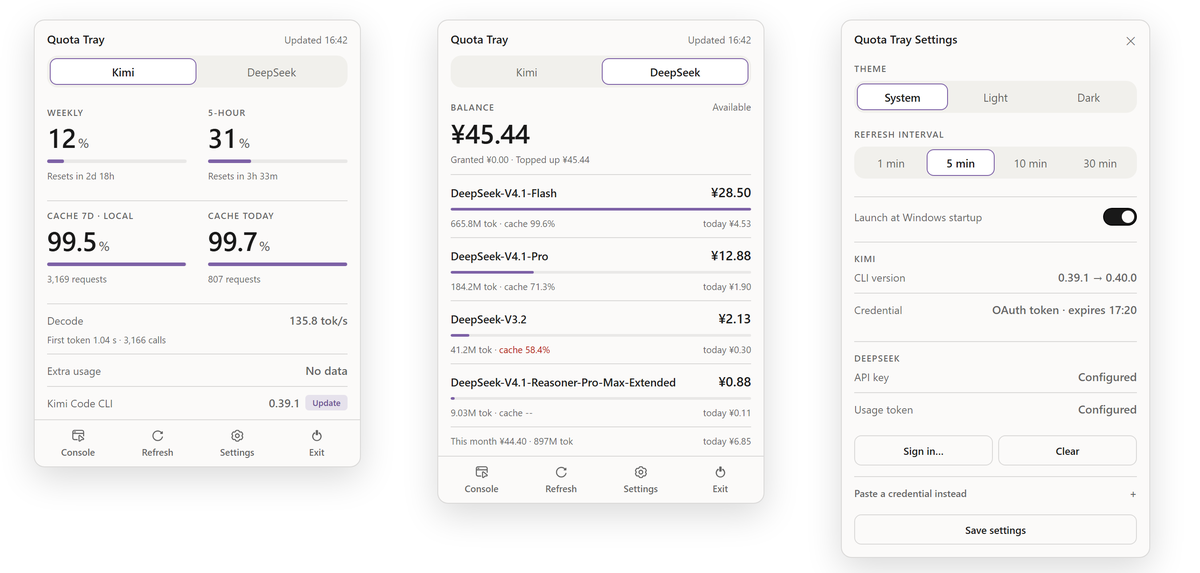 Quota Tray
Updated 16:42
Kimi
DeepSeek
WEEKLY
5-HOUR
12%
31%
Resets in 2d 18h
Resets in 3h 33m
CACHE 7D · LOCAL
CACHE TODAY
99.5%
99.7%
3,169 requests
807 requests
Decode
135.8 tok/s
First token 1.04 s · 3,166 calls
Extra usage
No data
Kimi Code CLI
0.39.1
Update
Console
Refresh
Settings
Exit
Quota Tray
Updated 16:42
Kimi
DeepSeek
BALANCE
Available
¥45.44
Granted ¥0.00 · Topped up ¥45.44
DeepSeek-V4.1-Flash
¥28.50
665.8M tok · cache 99.6%
today ¥4.53
DeepSeek-V4.1-Pro
¥12.88
184.2M tok · cache 71.3%
today ¥1.90
DeepSeek-V3.2
¥2.13
41.2M tok · cache 58.4%
today ¥0.30
DeepSeek-V4.1-Reasoner-Pro-Max-Extended
¥0.88
9.03M tok · cache --
today ¥0.11
This month ¥44.40 · 897M tok
today ¥6.85
Console
Refresh
Settings
Exit
Quota Tray Settings
THEME
System
Light
Dark
REFRESH INTERVAL
1 min
5 min
10 min
30 min
Launch at Windows startup
KIMI
CLI version
0.39.1 → 0.40.0
Credential
OAuth token · expires 17:20
DEEPSEEK
API key
Configured
Usage token
Configured
Sign in...
Clear
Paste a credential instead
+
Save settings